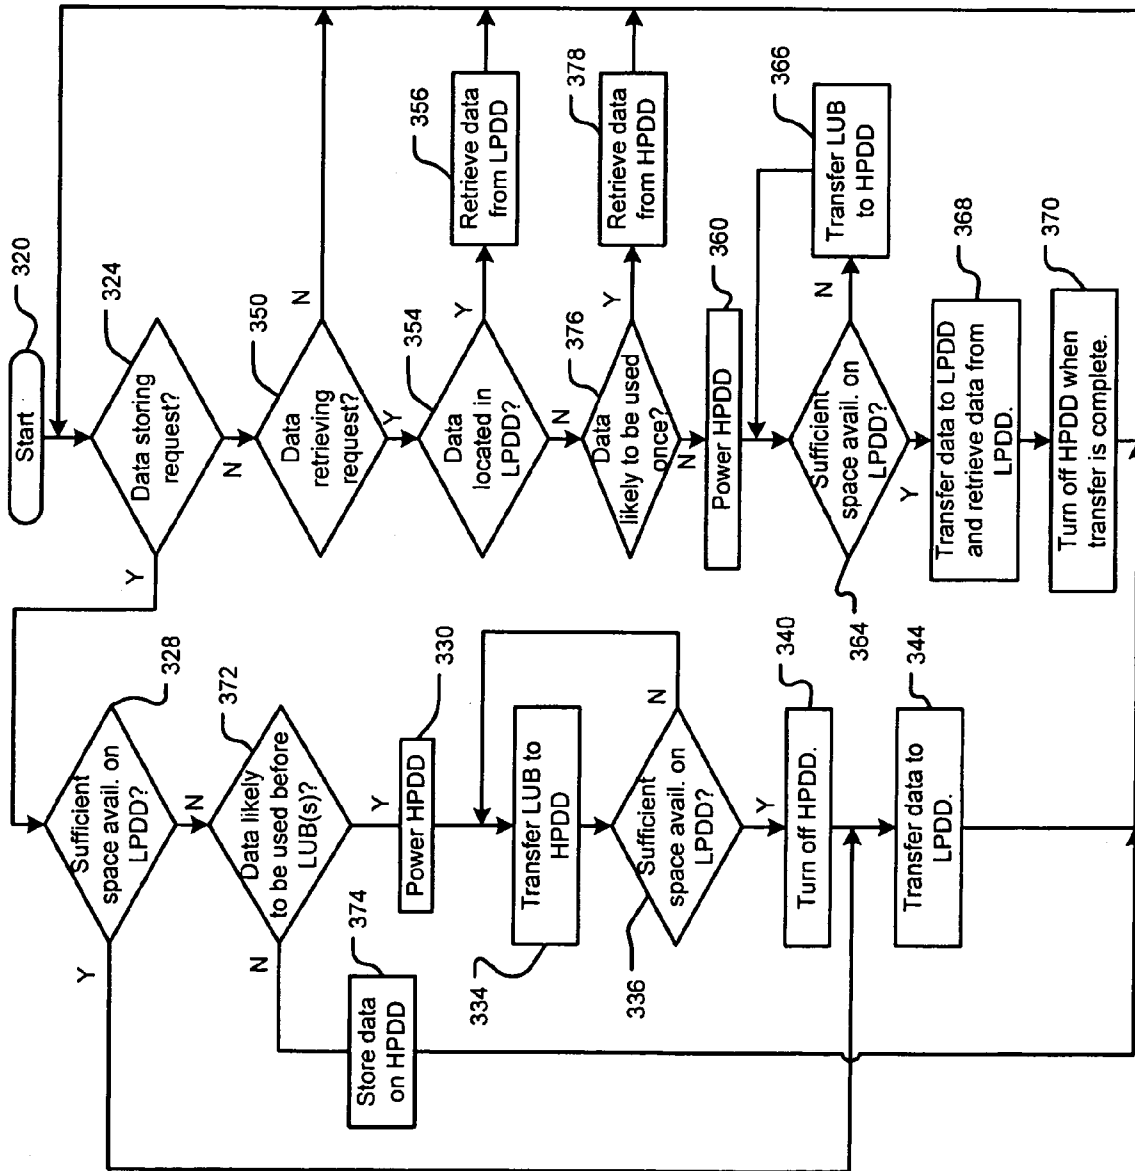 Start
320
Data storing
request?
324
Y
N
Data
retrieving
request?
350
N
Y
Data
located in
LPDD?
354
Y
N
Retrieve data
from LPDD
356
Data
likely to be used
once?
376
Y
N
Retrieve data
from HPDD
378
Power HPDD
360
Sufficient
space avail. on
LPDD?
364
N
Y
Transfer LUB
to HPDD
366
Transfer data to LPDD
and retrieve data from
LPDD.
368
Turn off HPDD when
transfer is complete.
370
Sufficient
space avail. on
LPDD?
328
Y
N
Data likely
to be used before
LUB(s)?
372
N
Y
Store data
on HPDD
374
Power HPDD
330
Transfer LUB to
HPDD
334
Sufficient
space avail. on
LPDD?
336
N
Y
Turn off HPDD.
340
Transfer data to
LPDD.
344